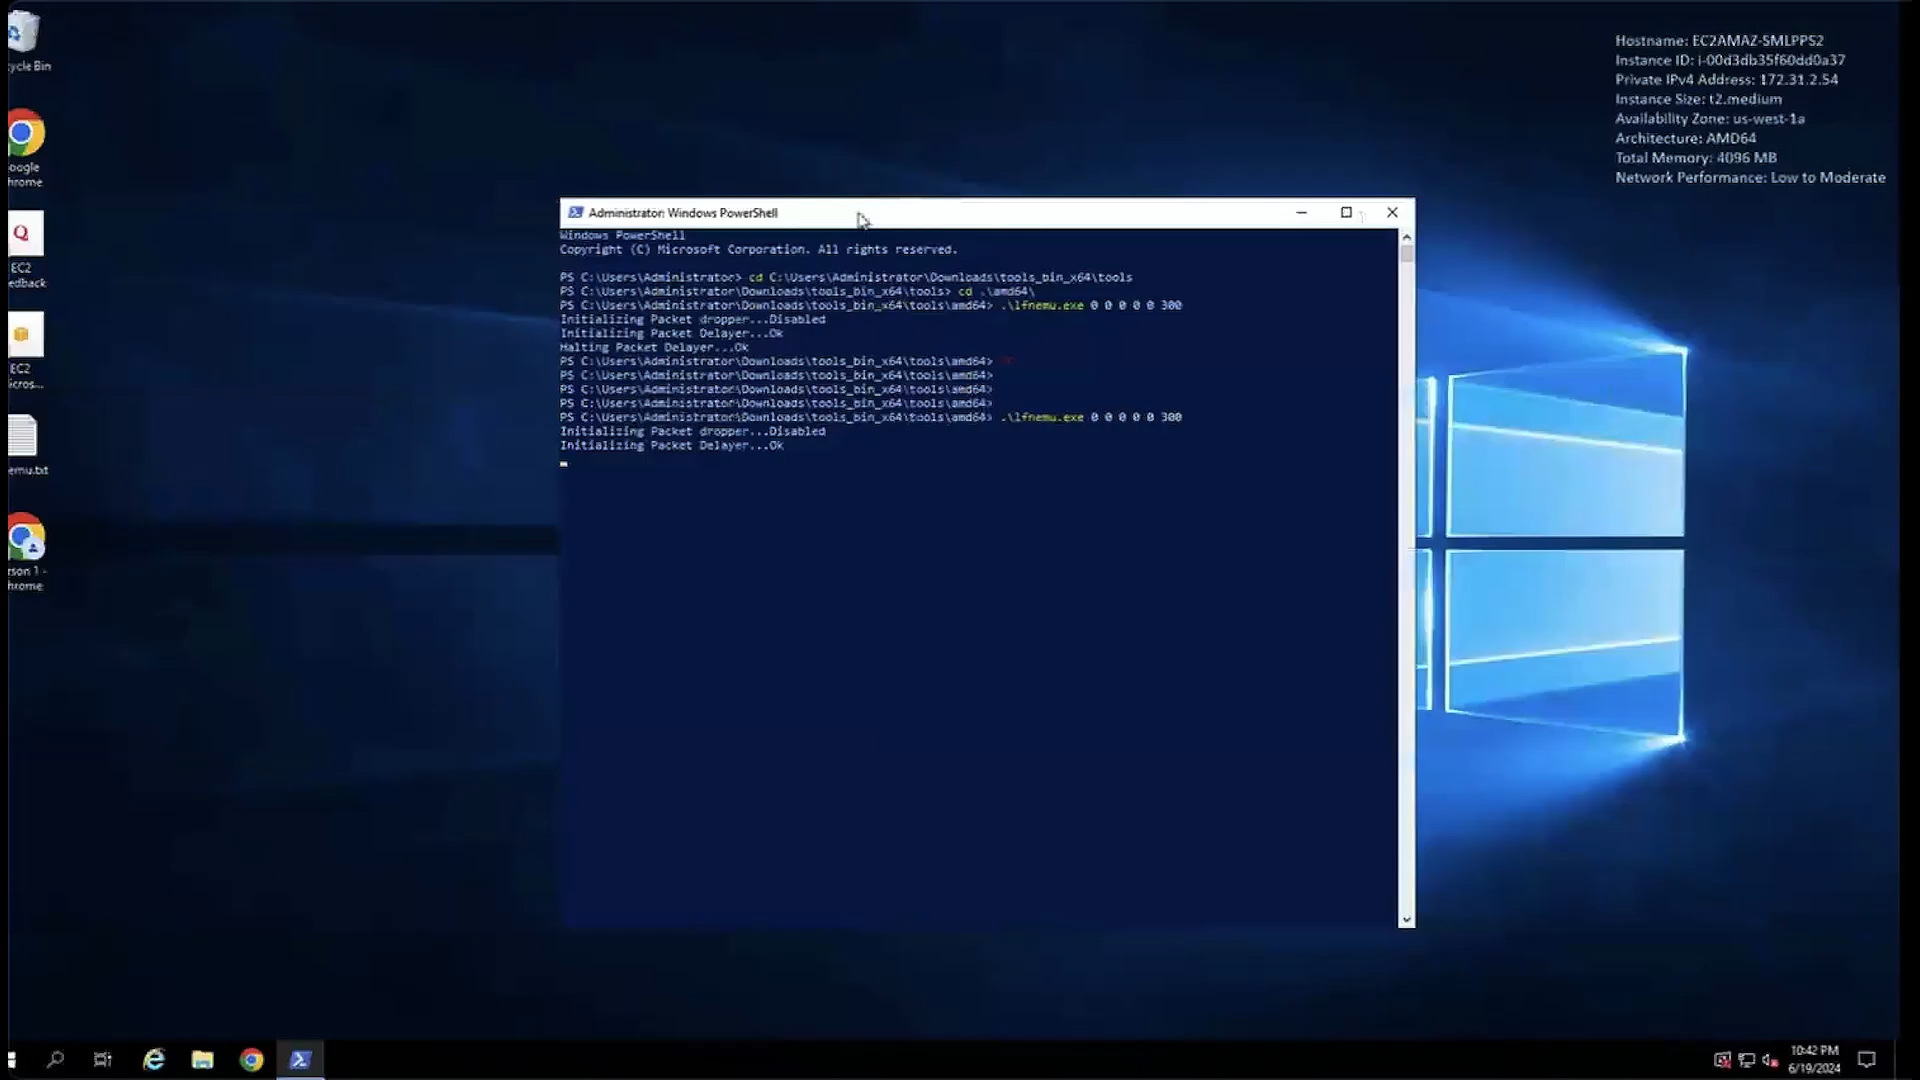 Hostname: EC2AMAZ-SMLPPS2
Instance ID: i-00d3db35f60dd0a37
Private IPv4 Address: 172.31.2.54
Instance Size: t2.medium
Availability Zone: us-west-1a
Architecture: AMD64
Total Memory: 4096 MB
Network Performance: Low to Moderate
ycle Bin
oogle
hrome
EC2
edback
EC2
icros...
emu.txt
rson 1 -
hrome
Administrator: Windows PowerShell
Windows PowerShell
Copyright (C) Microsoft Corporation. All rights reserved.
PS C:\Users\Administrator> cd C:\Users\Administrator\Downloads\tools_bin_x64\tools
PS C:\Users\Administrator\Downloads\tools_bin_x64\tools> cd .\amd64\
PS C:\Users\Administrator\Downloads\tools_bin_x64\tools\amd64> .\lfnemu.exe 0 0 0 0 0 300
Initializing Packet dropper...Disabled
Initializing Packet Delayer...Ok
Halting Packet Delayer...Ok
PS C:\Users\Administrator\Downloads\tools_bin_x64\tools\amd64>
PS C:\Users\Administrator\Downloads\tools_bin_x64\tools\amd64>
PS C:\Users\Administrator\Downloads\tools_bin_x64\tools\amd64>
PS C:\Users\Administrator\Downloads\tools_bin_x64\tools\amd64>
PS C:\Users\Administrator\Downloads\tools_bin_x64\tools\amd64> .\lfnemu.exe 0 0 0 0 0 300
Initializing Packet dropper...Disabled
Initializing Packet Delayer...Ok
10:42 PM
6/19/2024